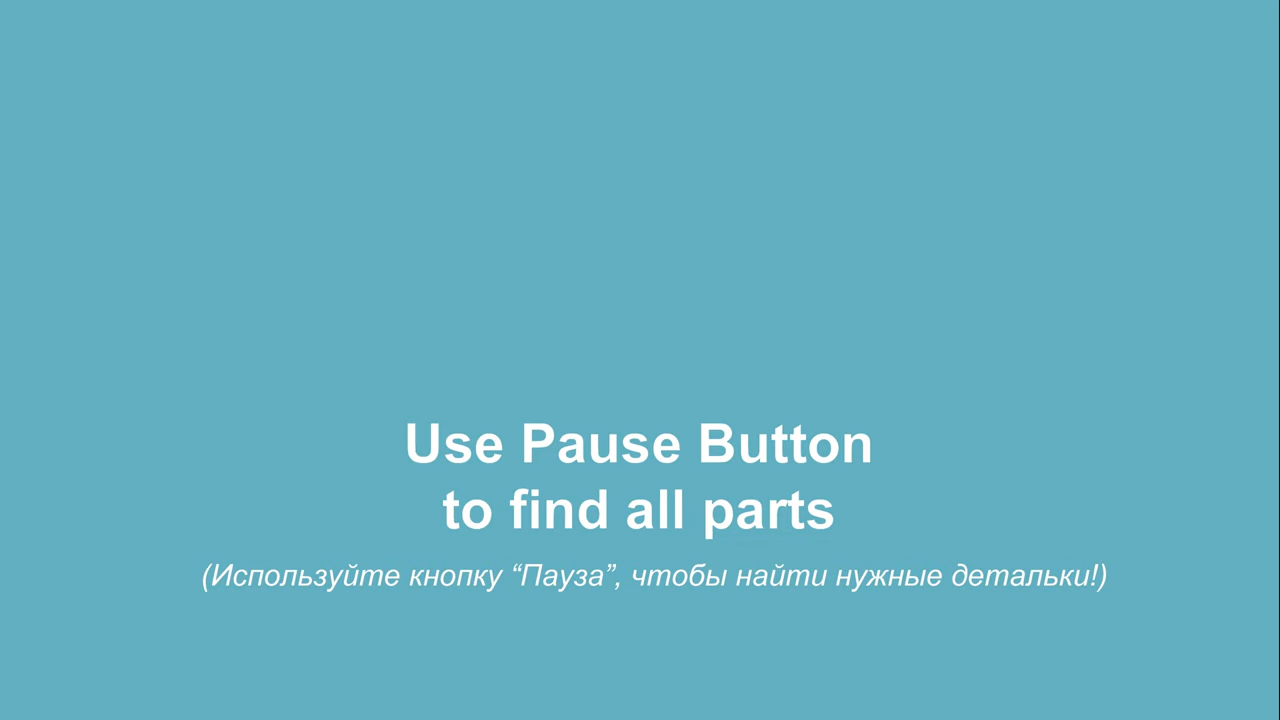 Use Pause Button
to find all parts
(Используйте кнопку “Пауза”, чтобы найти нужные детальки!)